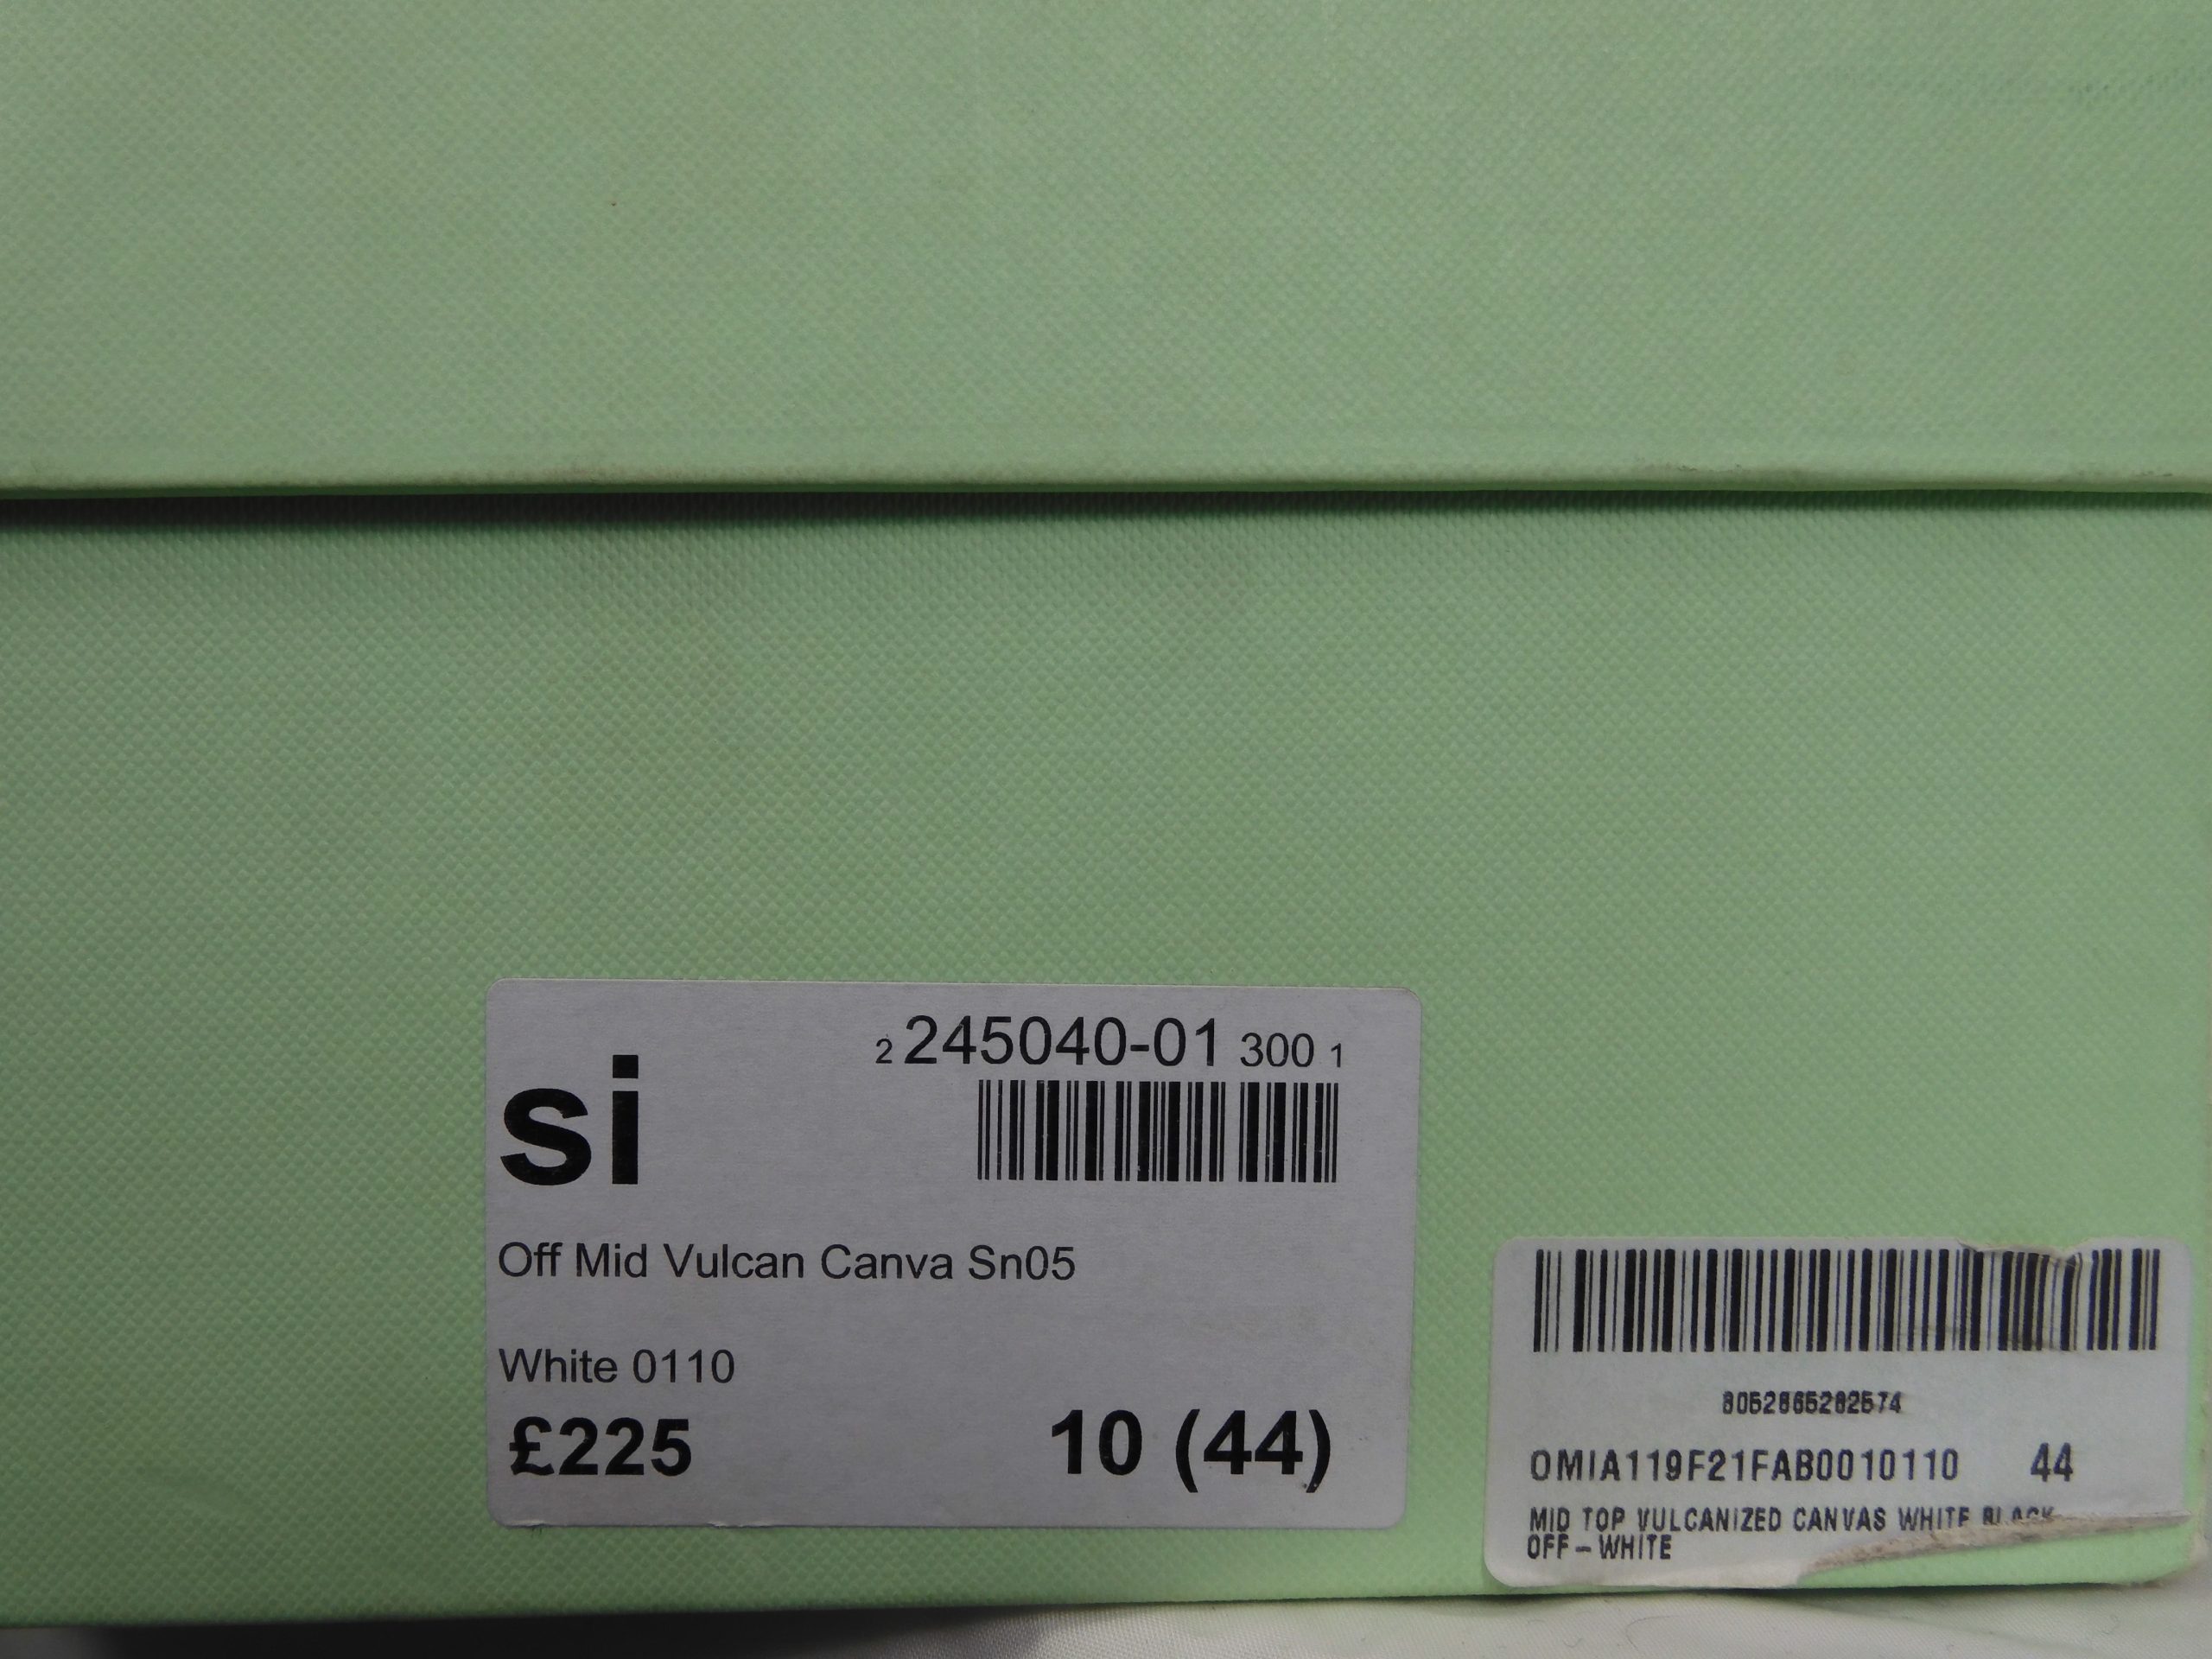 2 245040-01 300 1
si
Off Mid Vulcan Canva Sn05
White 0110
£225 10 (44)
8052865282574
OMIA119F21FAB0010110 44
MID TOP VULCANIZED CANVAS WHITE BLACK
OFF-WHITE